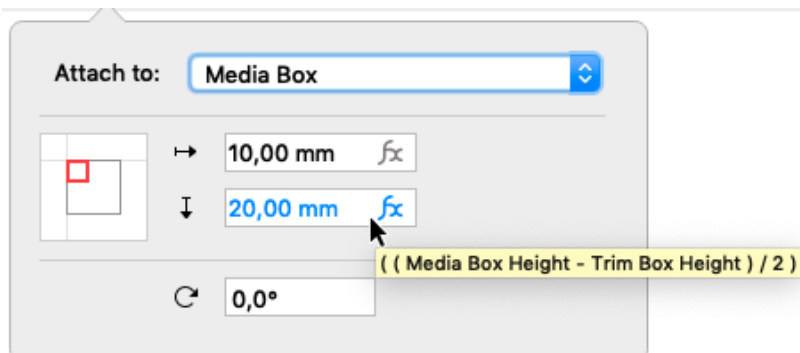 Attach to: Media Box
10,00 mm fx
20,00 mm fx
( ( Media Box Height - Trim Box Height ) / 2 )
0,0°